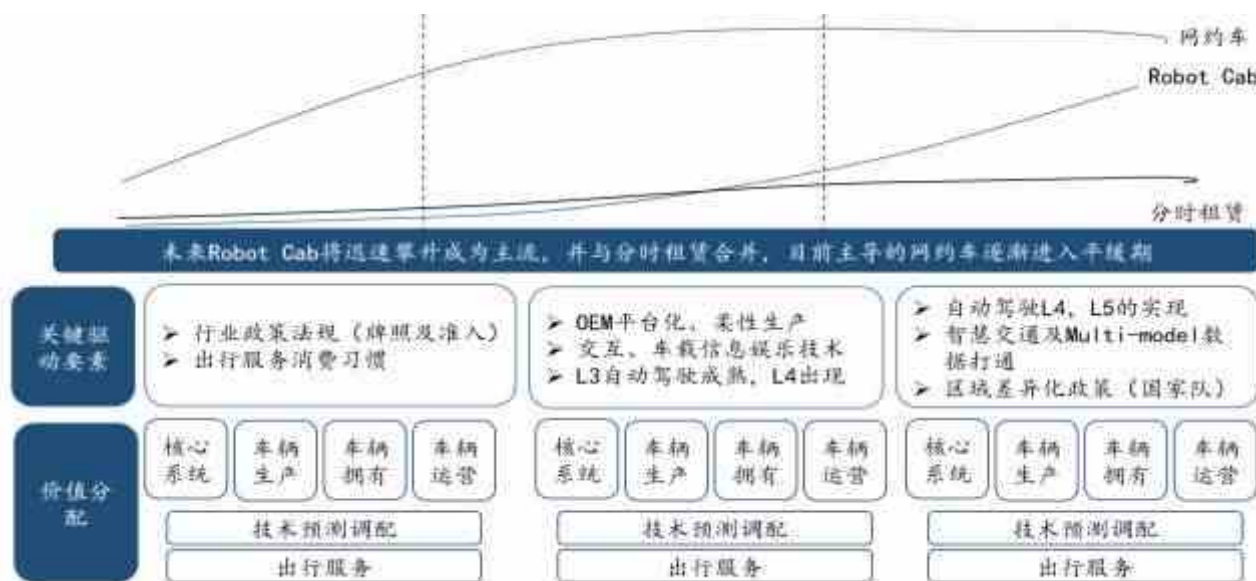 网约车
Robot Cab
分时租赁
未来Robot Cab将迅速攀升成为主流，并与分时租赁合并，目前主导的网约车逐渐进入平缓期
关键驱
动要素
➤ 行业政策法规（牌照及准入）
➤ 出行服务消费习惯
➤ OEM平台化、柔性生产
➤ 交互、车载信息娱乐技术
➤ L3自动驾驶成熟，L4出现
➤ 自动驾驶L4、L5的实现
➤ 智慧交通及Multi-model数
据打通
➤ 区域差异化政策（国家队）
价值分
配
核心
系统
车辆
生产
车辆
拥有
车辆
运营
技术预测调配
出行服务
核心
系统
车辆
生产
车辆
拥有
车辆
运营
技术预测调配
出行服务
核心
系统
车辆
生产
车辆
拥有
车辆
运营
技术预测调配
出行服务